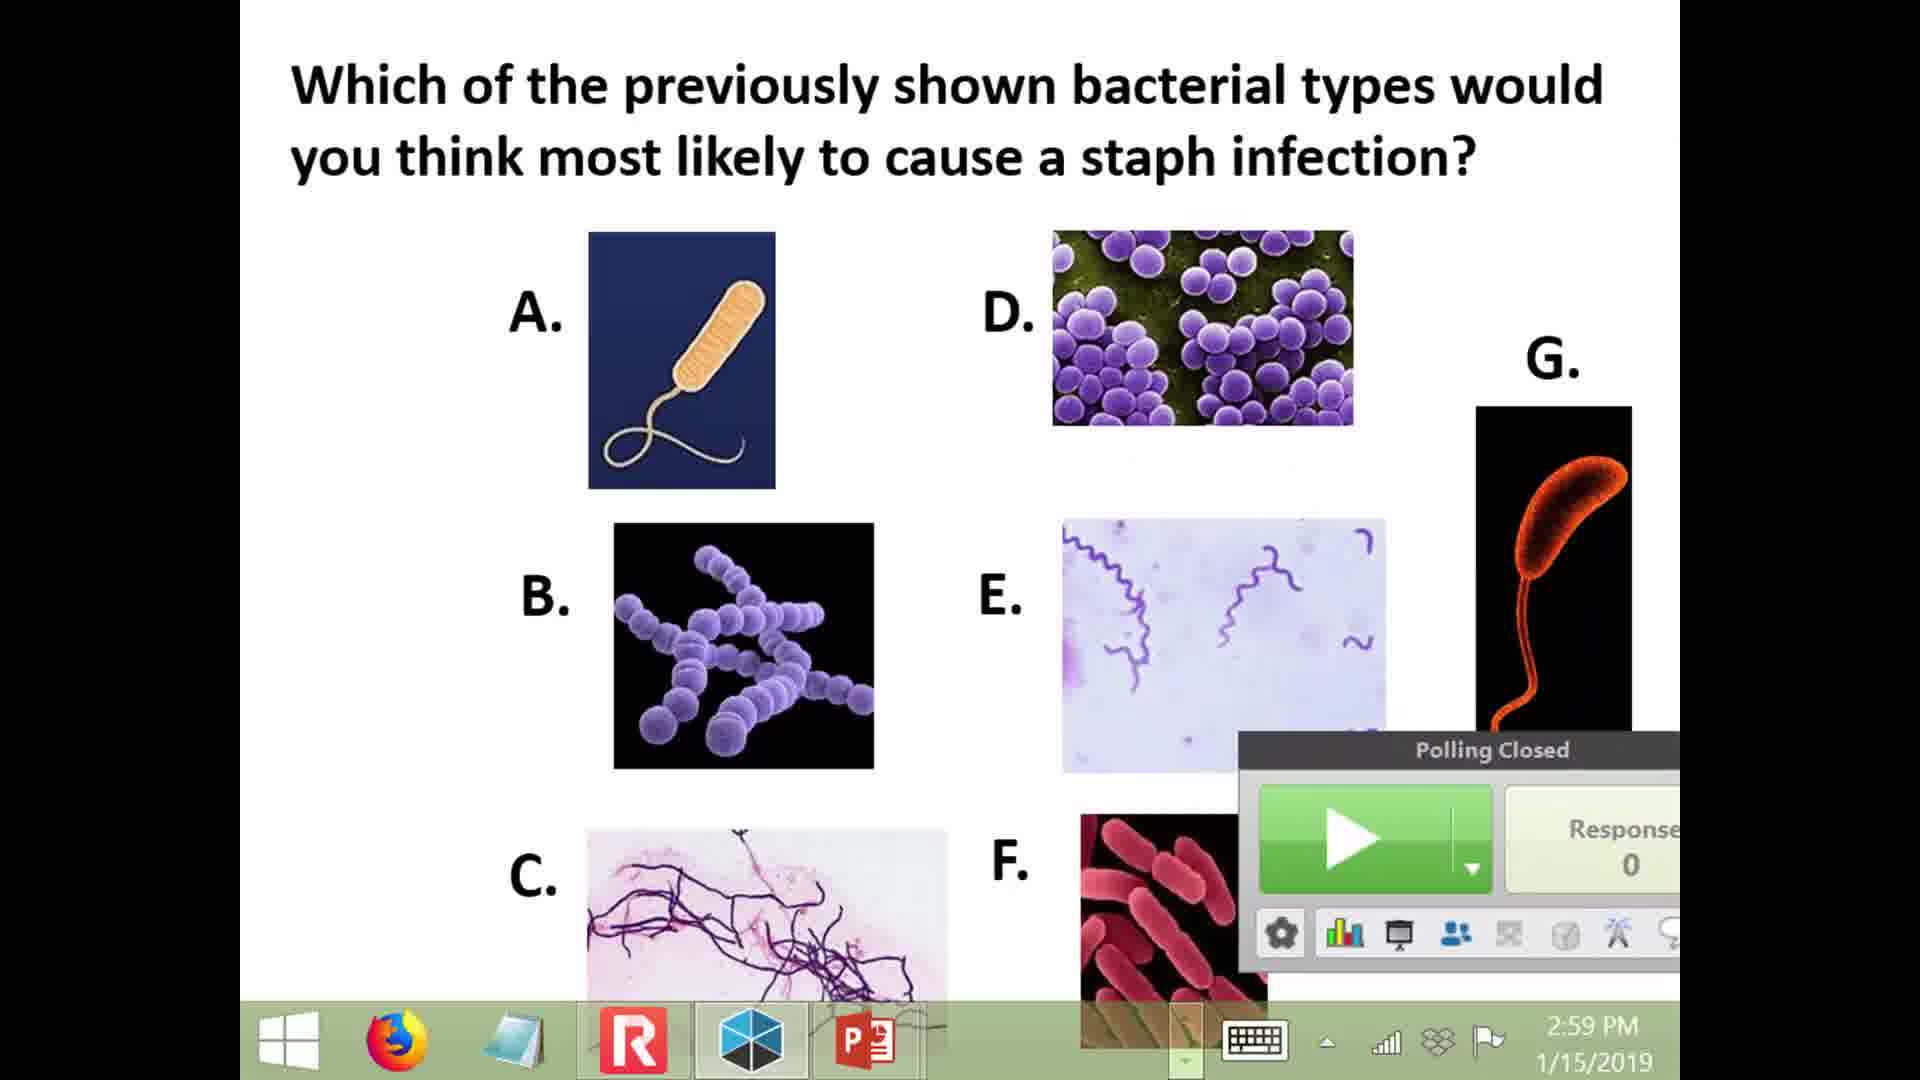 Which of the previously shown bacterial types would
you think most likely to cause a staph infection?
A.
D.
G.
B.
E.
Polling Closed
Response
0
C.
F.
2:59 PM
1/15/2019